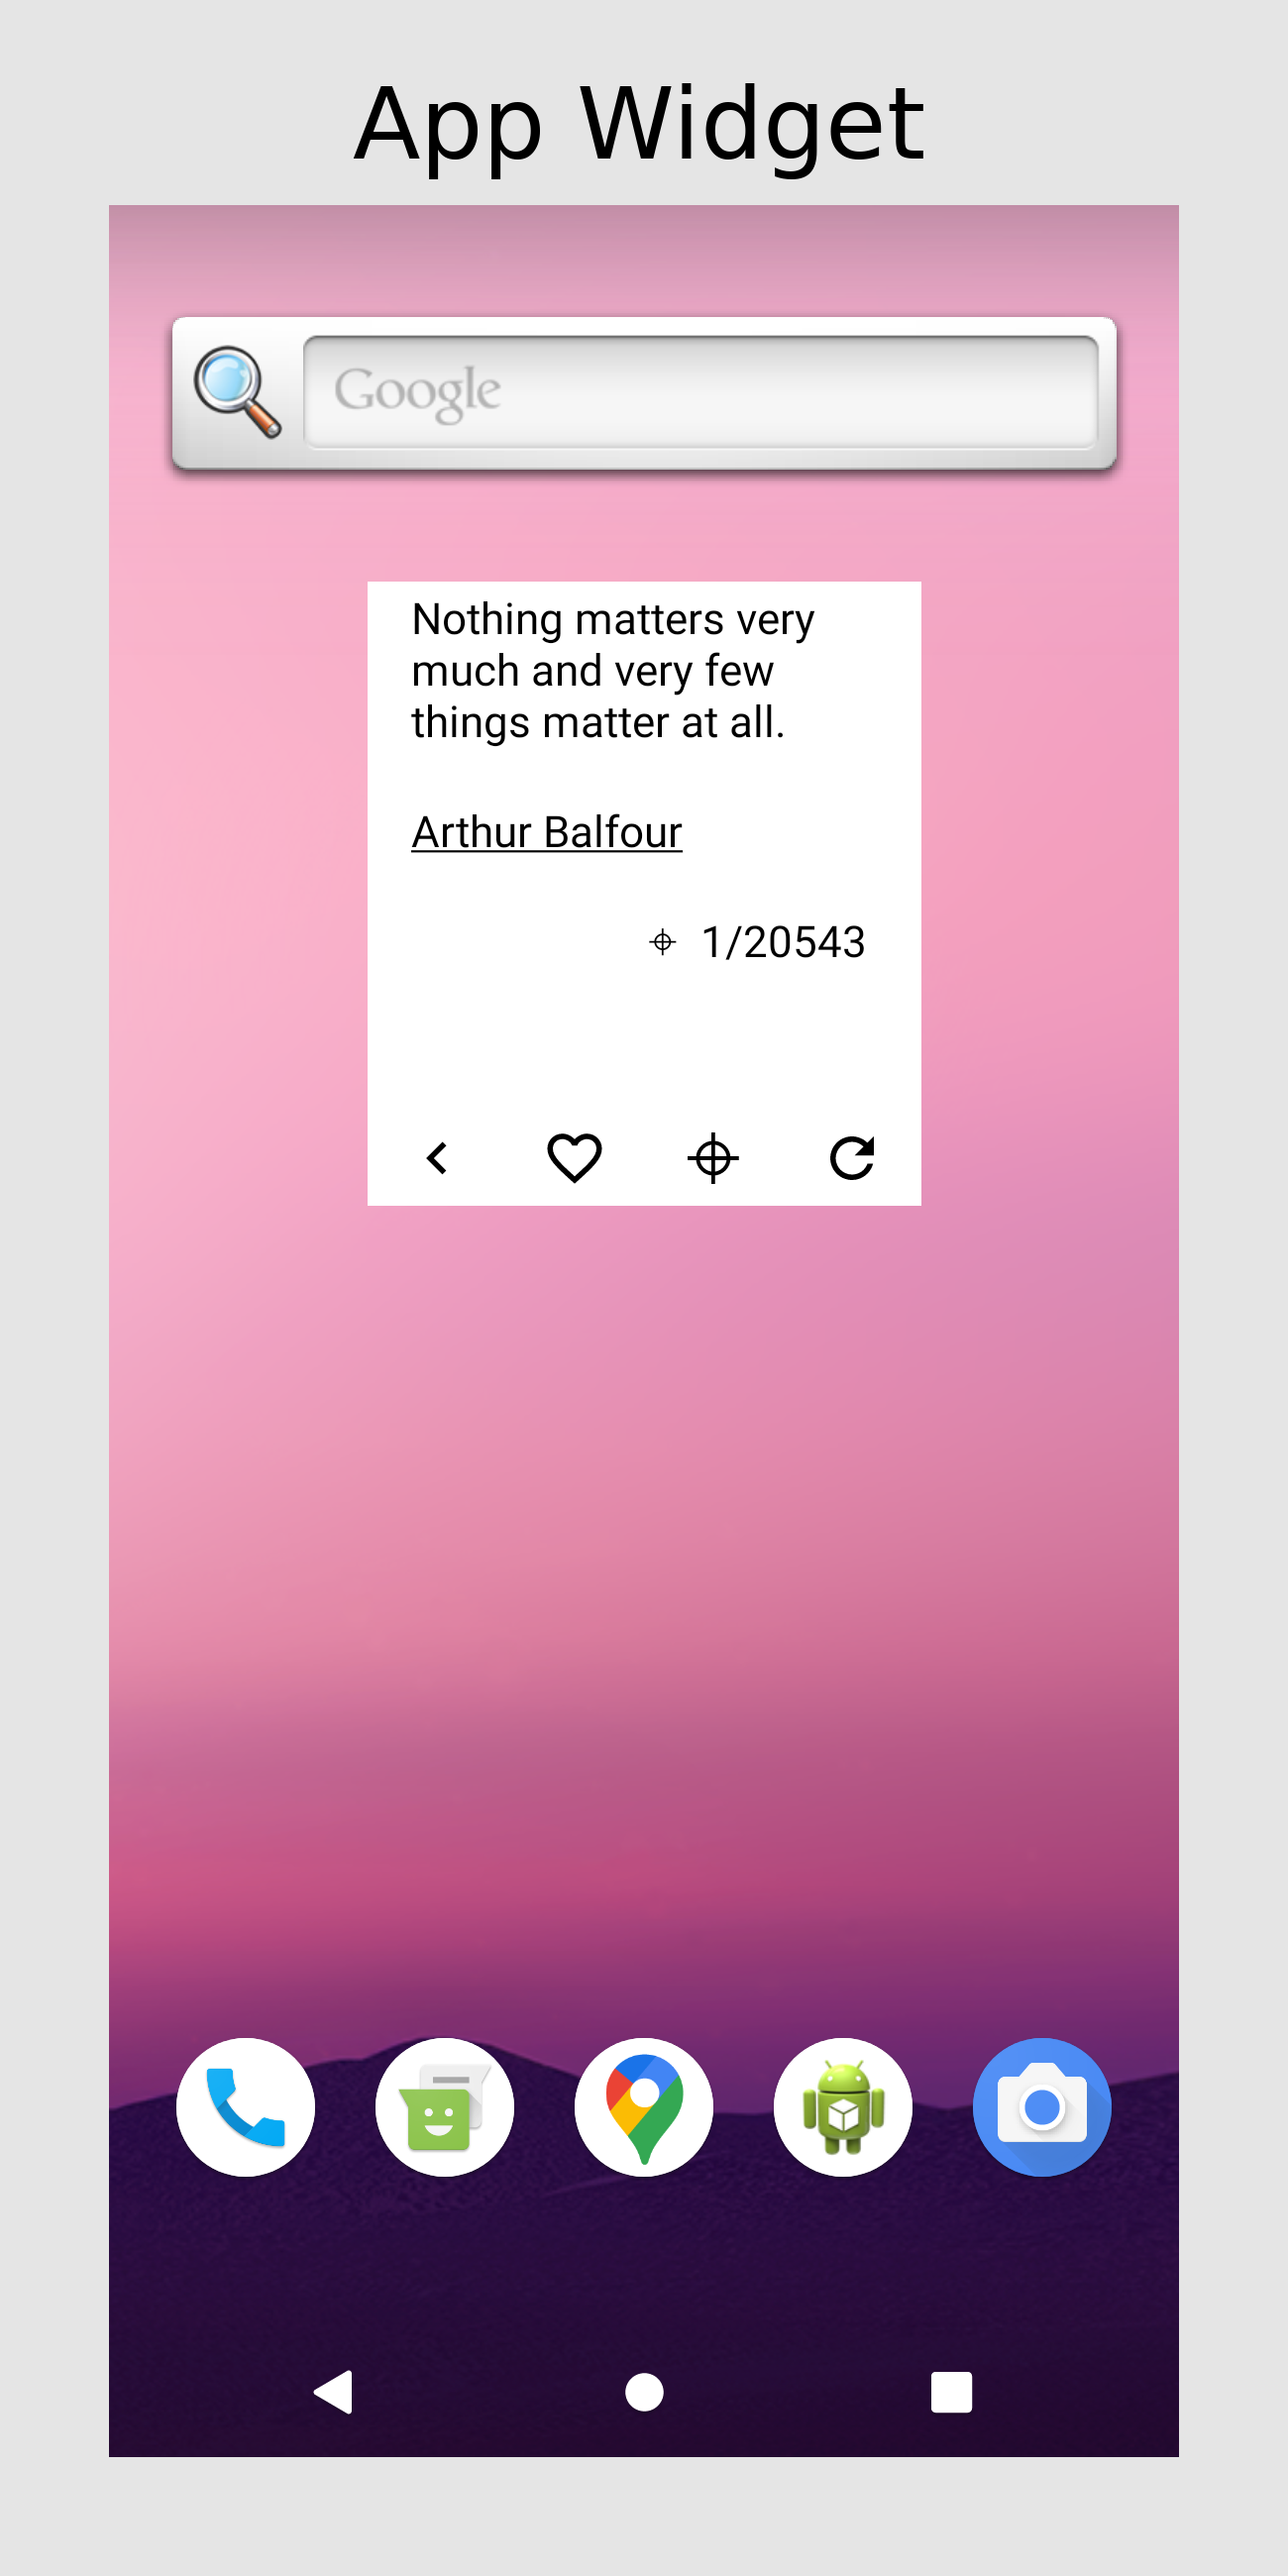 App Widget
Google
Nothing matters very
much and very few
things matter at all.
Arthur Balfour
1/20543